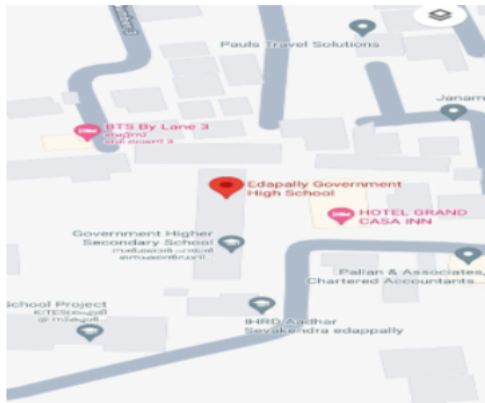 Pauls Travel Solutions
Janam
BTS By Lane 3
Edapally Government
High School
HOTEL GRAND
CASA INN
Government Higher
Secondary School
Palian & Associates,
Chartered Accountants...
School Project
IHRD Aadhar
Sevakendra edappally